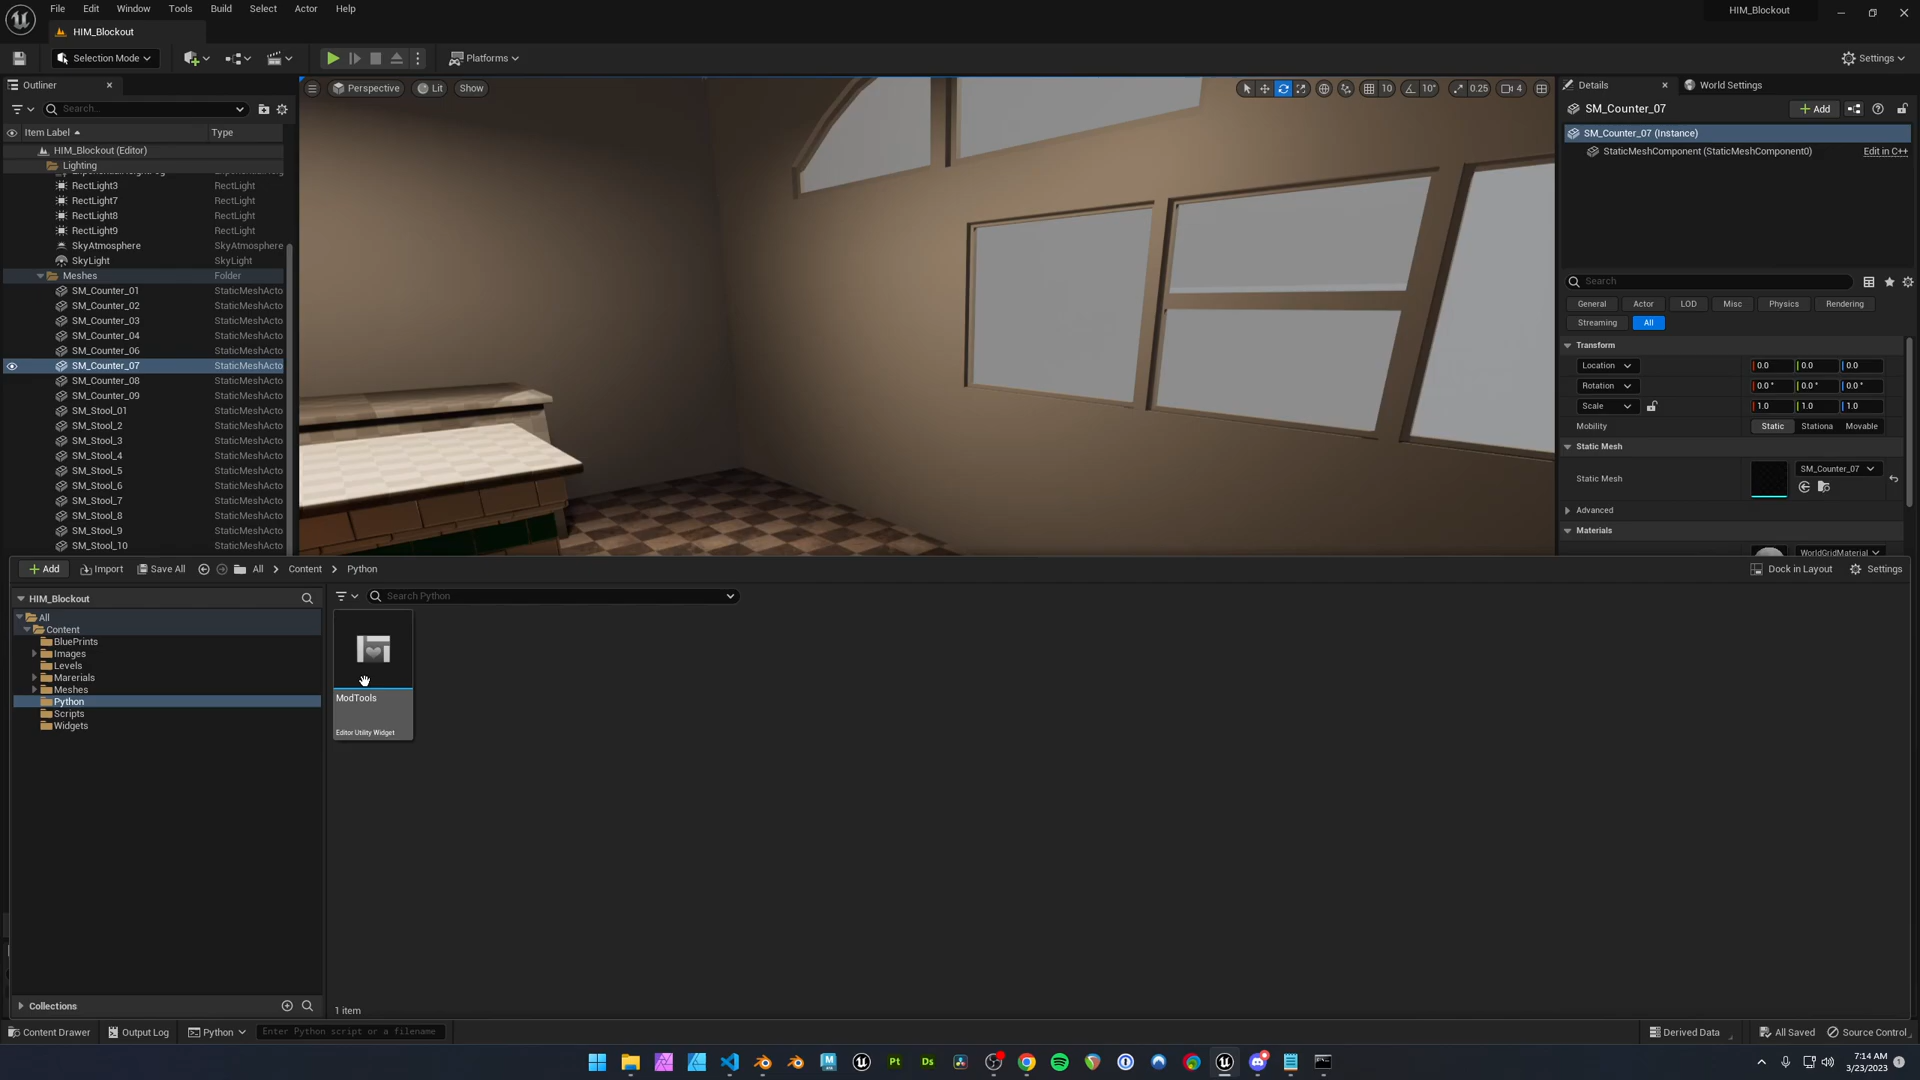 File Edit Window Tools Build Select Actor Help
HIM_Blockout
HIM_Blockout
Selection Mode
Platforms
Settings
Outliner
Search...
Item Label Type
HIM_Blockout (Editor)
Lighting
RectLight3 RectLight
RectLight7 RectLight
RectLight8 RectLight
RectLight9 RectLight
SkyAtmosphere SkyAtmosphere
SkyLight SkyLight
Meshes Folder
SM_Counter_01 StaticMeshActo
SM_Counter_02 StaticMeshActo
SM_Counter_03 StaticMeshActo
SM_Counter_04 StaticMeshActo
SM_Counter_06 StaticMeshActo
SM_Counter_07 StaticMeshActo
SM_Counter_08 StaticMeshActo
SM_Counter_09 StaticMeshActo
SM_Stool_01 StaticMeshActo
SM_Stool_2 StaticMeshActo
SM_Stool_3 StaticMeshActo
SM_Stool_4 StaticMeshActo
SM_Stool_5 StaticMeshActo
SM_Stool_6 StaticMeshActo
SM_Stool_7 StaticMeshActo
SM_Stool_8 StaticMeshActo
SM_Stool_9 StaticMeshActo
SM_Stool_10 StaticMeshActo
Perspective Lit Show
10 10° 0.25 4
Details World Settings
SM_Counter_07
Add
SM_Counter_07 (Instance)
StaticMeshComponent (StaticMeshComponent0) Edit in C++
Search
General Actor LOD Misc Physics Rendering
Streaming All
Transform
Location 0.0 0.0 0.0
Rotation 0.0 ° 0.0 ° 0.0 °
Scale 1.0 1.0 1.0
Mobility Static Stationa Movable
Static Mesh
Static Mesh SM_Counter_07
Advanced
Materials
WorldGridMaterial
Add Import Save All All Content Python
Dock in Layout Settings
HIM_Blockout
All
Content
BluePrints
Images
Levels
Marerials
Meshes
Python
Scripts
Widgets
Search Python
ModTools
Editor Utility Widget
Collections
1 item
Content Drawer Output Log Python Enter Python script or a filename
Derived Data All Saved Source Control
Pt Ds
7:14 AM
3/23/2023